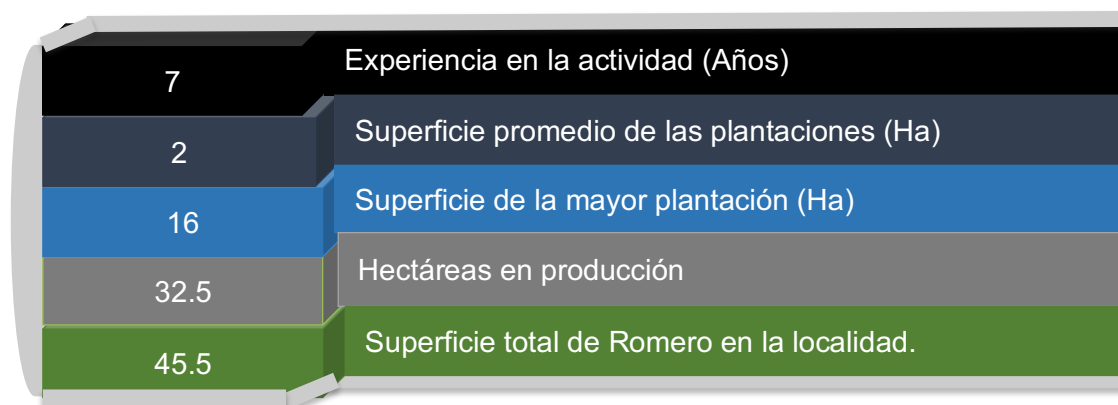 7 Experiencia en la actividad (Años)
2 Superficie promedio de las plantaciones (Ha)
16 Superficie de la mayor plantación (Ha)
32.5 Hectáreas en producción
45.5 Superficie total de Romero en la localidad.